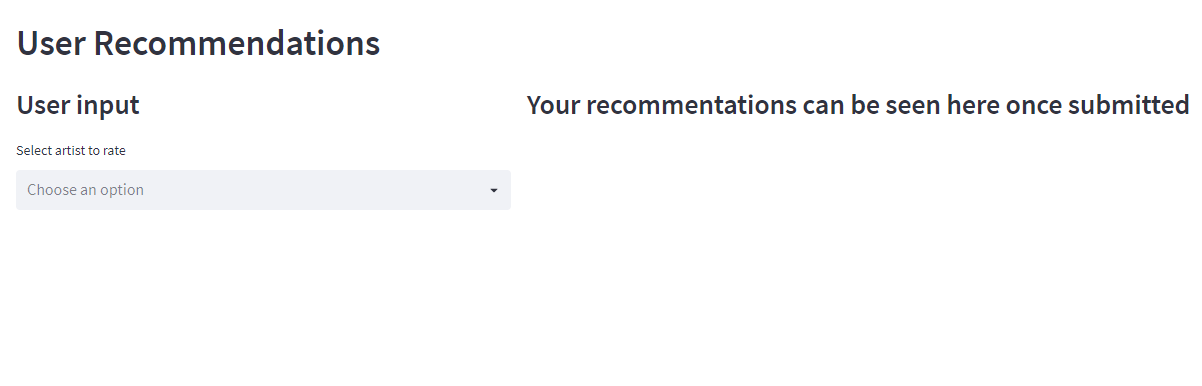 User Recommendations
User input
Your recommentations can be seen here once submitted
Select artist to rate
Choose an option